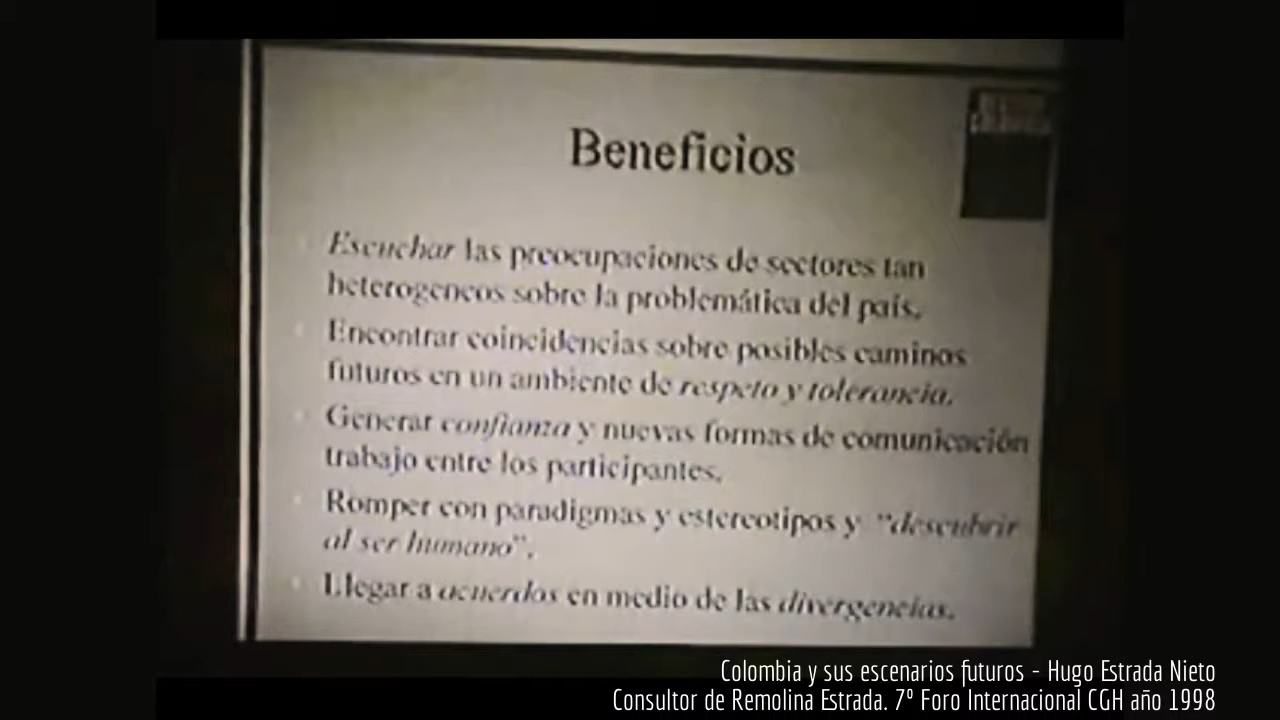 Beneficios
Escuchar las preocupaciones de sectores tan
heterogeneos sobre la problemática del país.
Encontrar coincidencias sobre posibles caminos
futuros en un ambiente de respeto y tolerancia.
Generar confianza y nuevas formas de comunicación
trabajo entre los participantes.
Romper con paradigmas y estereotipos y "descubrir
al ser humano".
Llegar a acuerdos en medio de las divergencias.
Colombia y sus escenarios futuros - Hugo Estrada Nieto
Consultor de Remolina Estrada. 7º Foro Internacional CGH año 1998